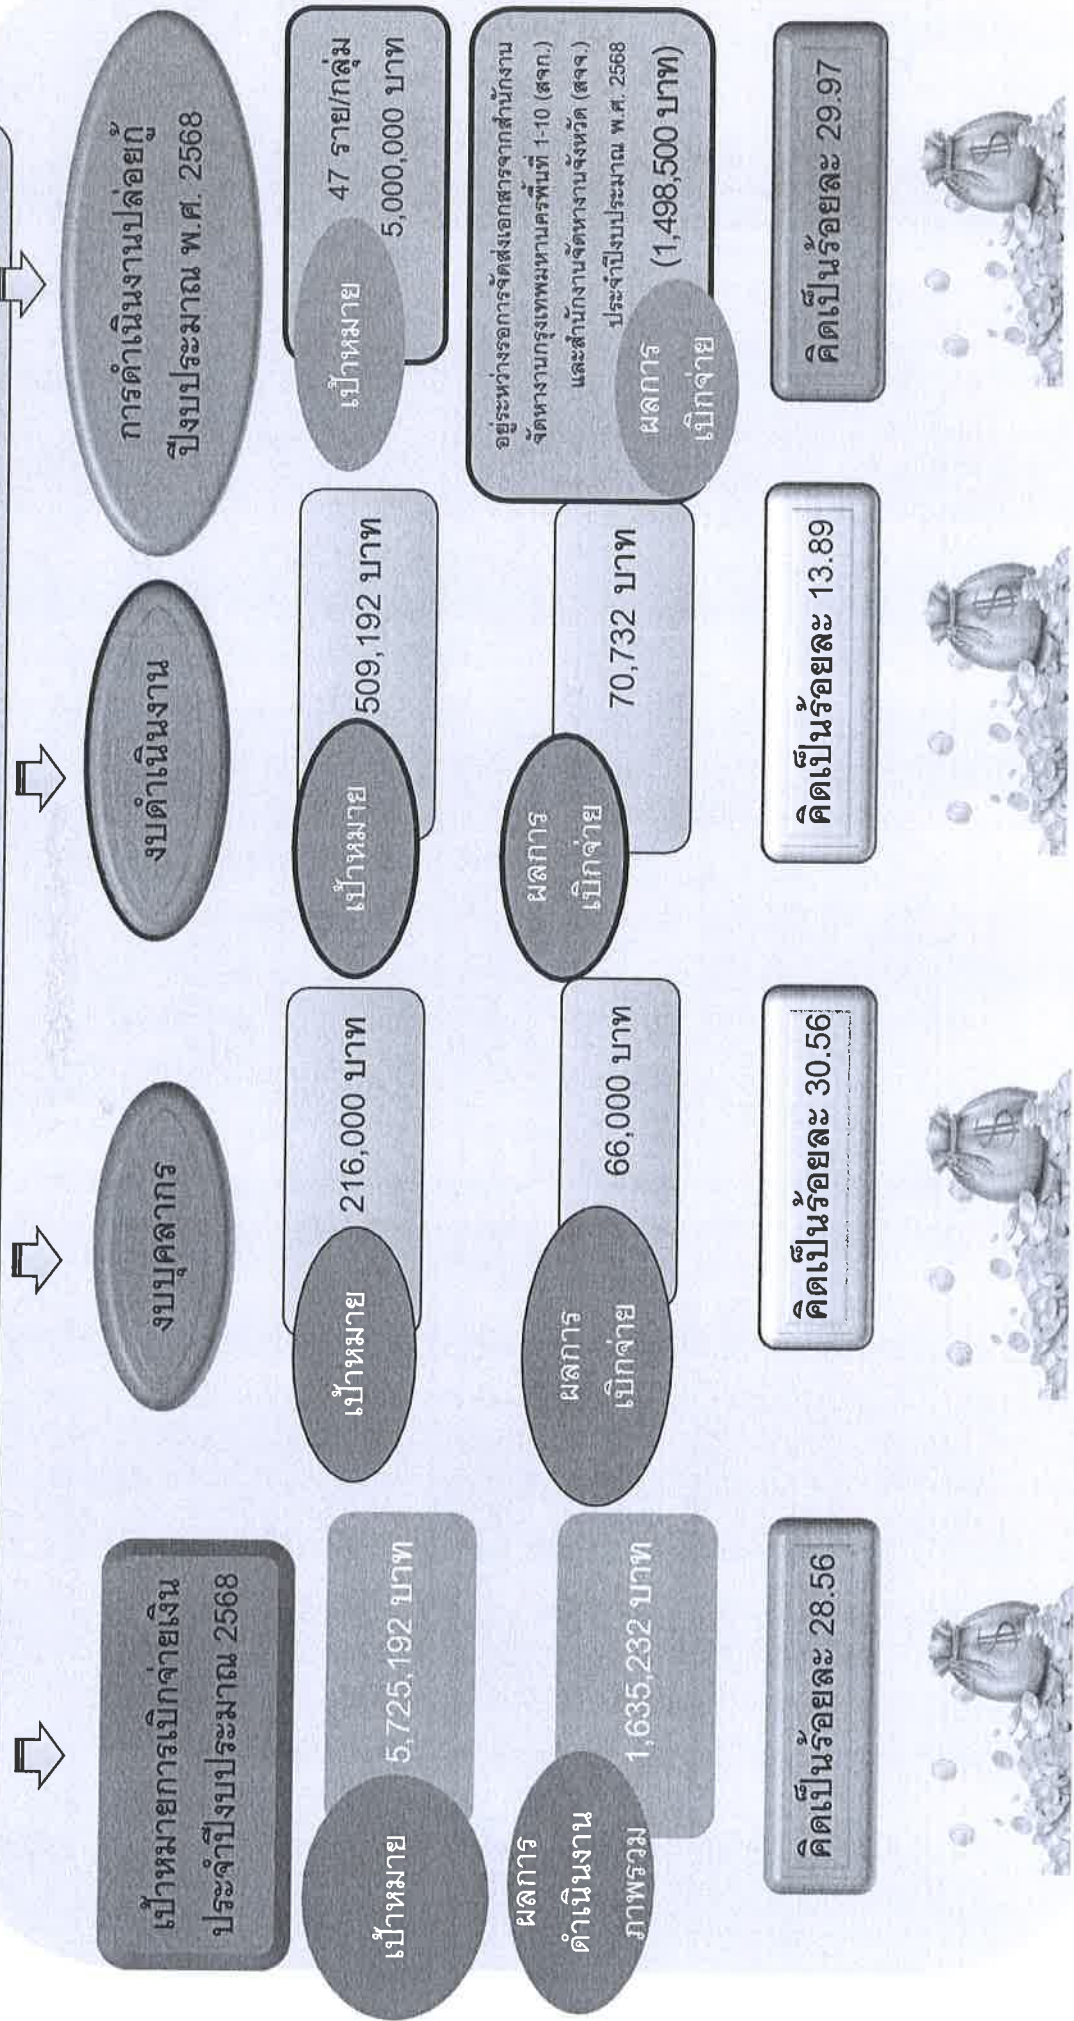 เป้าหมายการเบิกจ่ายเงิน
ประจำปีงบประมาณ 2568
เป้าหมาย
5,725,192 บาท
ผลการ
ดำเนินงาน
ภาพรวม
1,635,232 บาท
คิดเป็นร้อยละ 28.56
งบบุคลากร
เป้าหมาย
216,000 บาท
ผลการ
เบิกจ่าย
66,000 บาท
คิดเป็นร้อยละ 30.56
งบดำเนินงาน
เป้าหมาย
509,192 บาท
ผลการ
เบิกจ่าย
70,732 บาท
คิดเป็นร้อยละ 13.89
การดำเนินงานปล่อยกู้
ปีงบประมาณ พ.ศ. 2568
เป้าหมาย
47 ราย/กลุ่ม
5,000,000 บาท
อยู่ระหว่างรอการจัดส่งเอกสารจากสำนักงาน
จัดหางานกรุงเทพมหานครพื้นที่ 1-10 (สจก.)
และสำนักงานจัดหางานจังหวัด (สจจ.)
ประจำปีงบประมาณ พ.ศ. 2568
(1,498,500 บาท)
ผลการ
เบิกจ่าย
คิดเป็นร้อยละ 29.97